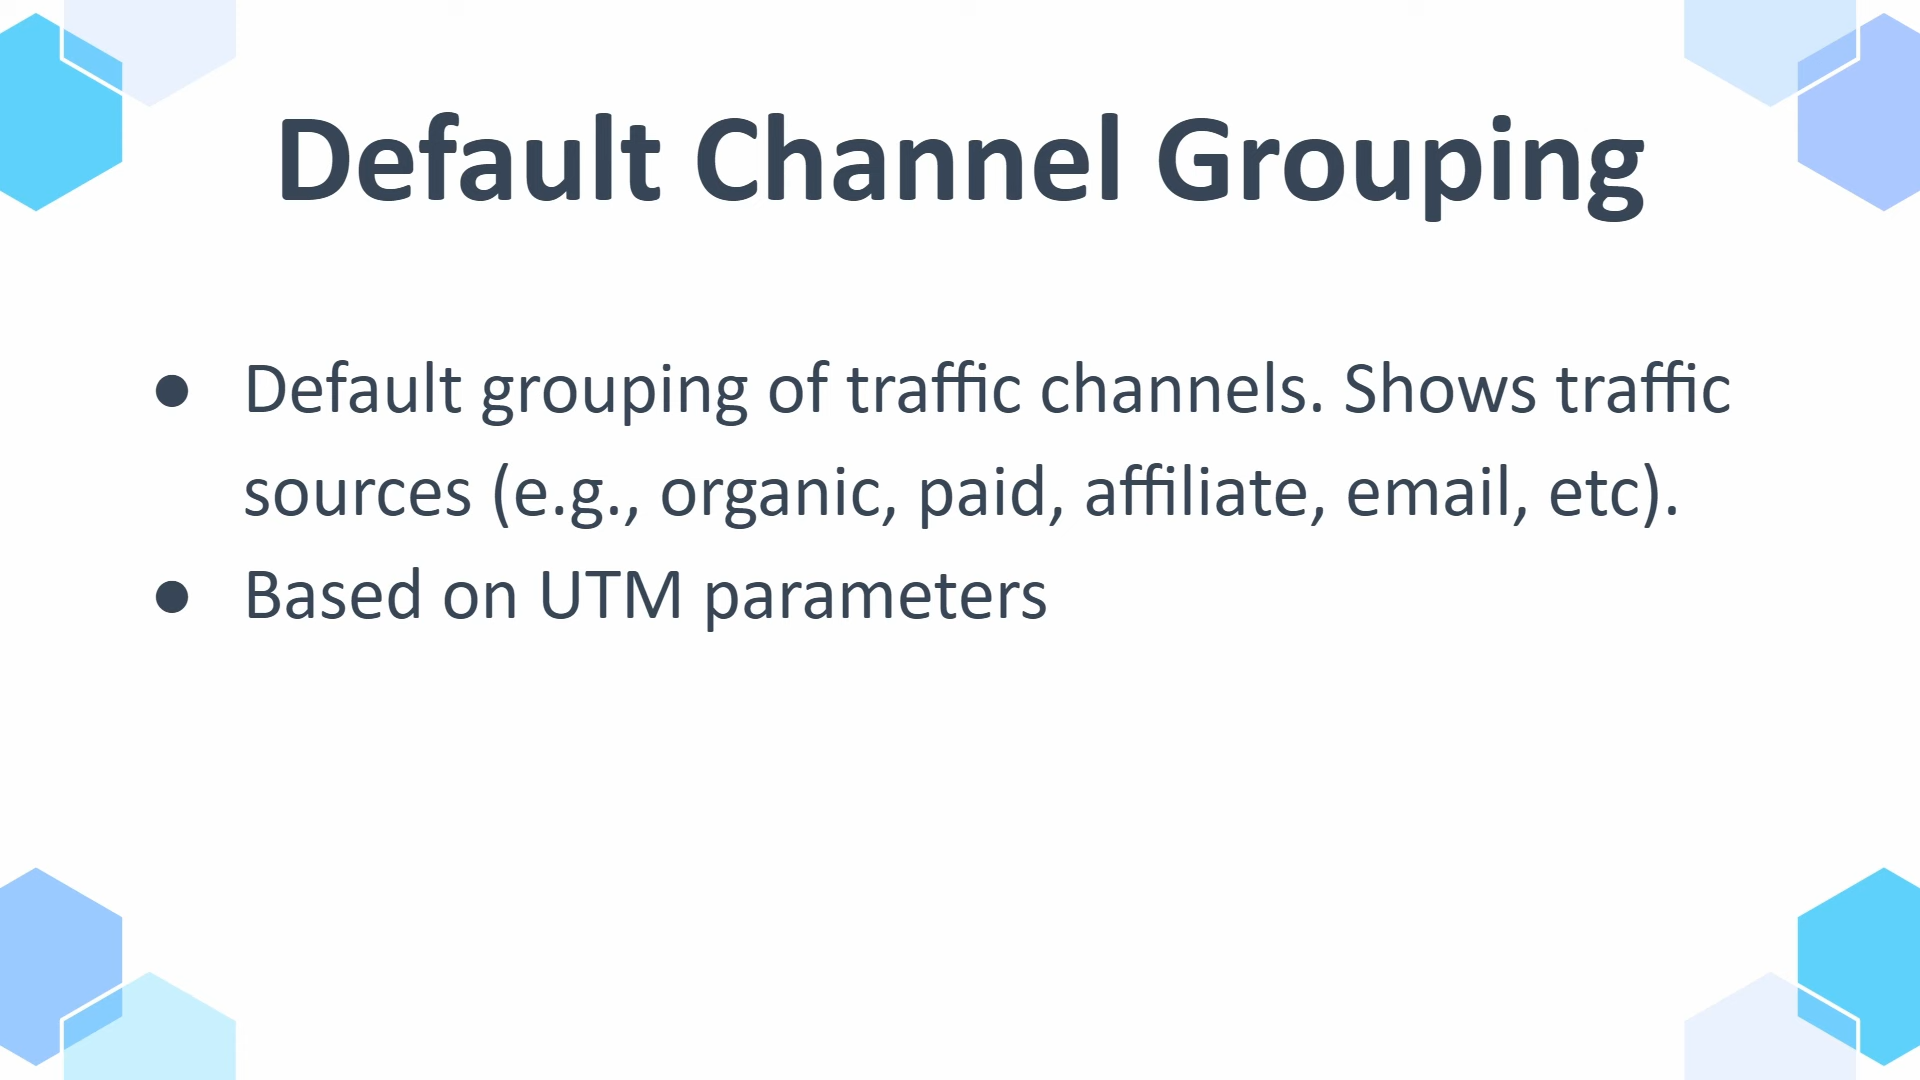 Default Channel Grouping
● Default grouping of traffic channels. Shows traffic
sources (e.g., organic, paid, affiliate, email, etc).
● Based on UTM parameters